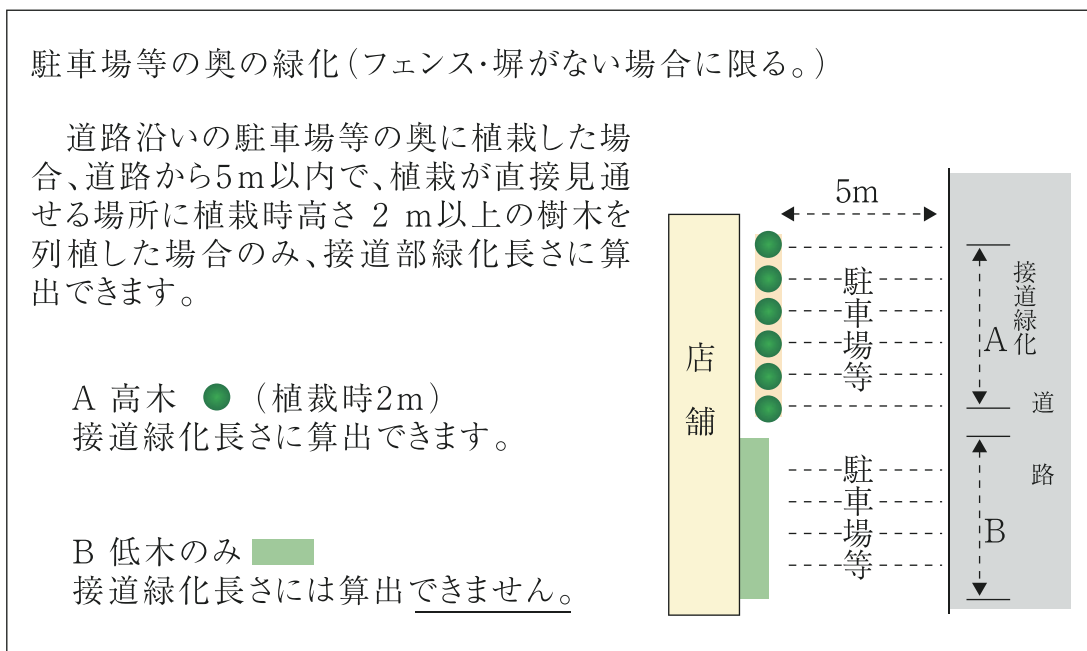 駐車場等の奥の緑化(フェンス・塀がない場合に限る。)
道路沿いの駐車場等の奥に植栽した場
合、道路から5m以内で、植栽が直接見通
せる場所に植栽時高さ 2 m以上の樹木を
列植した場合のみ、接道部緑化長さに算
出できます。
A 高木 (植裁時2m)
接道緑化長さに算出できます。
B 低木のみ
接道緑化長さには算出できません。
5m
店舗
駐車場等
駐車場等
接道緑化
A
道路
B